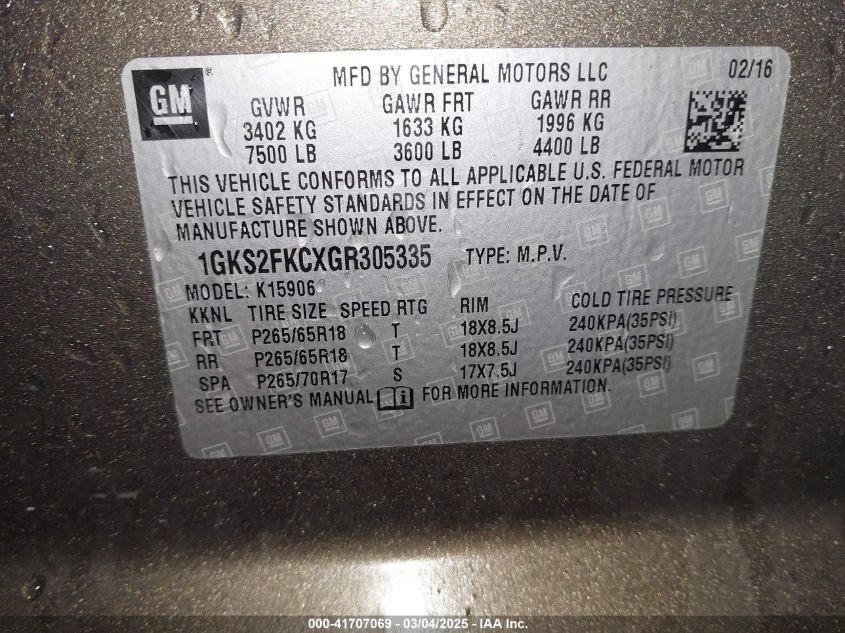 GM
MFD BY GENERAL MOTORS LLC 02/16
GVWR GAWR FRT GAWR RR
3402 KG 1633 KG 1996 KG
7500 LB 3600 LB 4400 LB
THIS VEHICLE CONFORMS TO ALL APPLICABLE U.S. FEDERAL MOTOR
VEHICLE SAFETY STANDARDS IN EFFECT ON THE DATE OF
MANUFACTURE SHOWN ABOVE.
1GKS2FKCXGR305335 TYPE: M.P.V.
MODEL: K15906
KKNL TIRE SIZE SPEED RTG RIM COLD TIRE PRESSURE
FRT P265/65R18 T 18X8.5J 240KPA(35PSI)
RR P265/65R18 T 18X8.5J 240KPA(35PSI)
SPA P265/70R17 S 17X7.5J 240KPA(35PSI)
SEE OWNER'S MANUAL i FOR MORE INFORMATION.
000-41707069 — 03/04/2025 — IAA Inc.